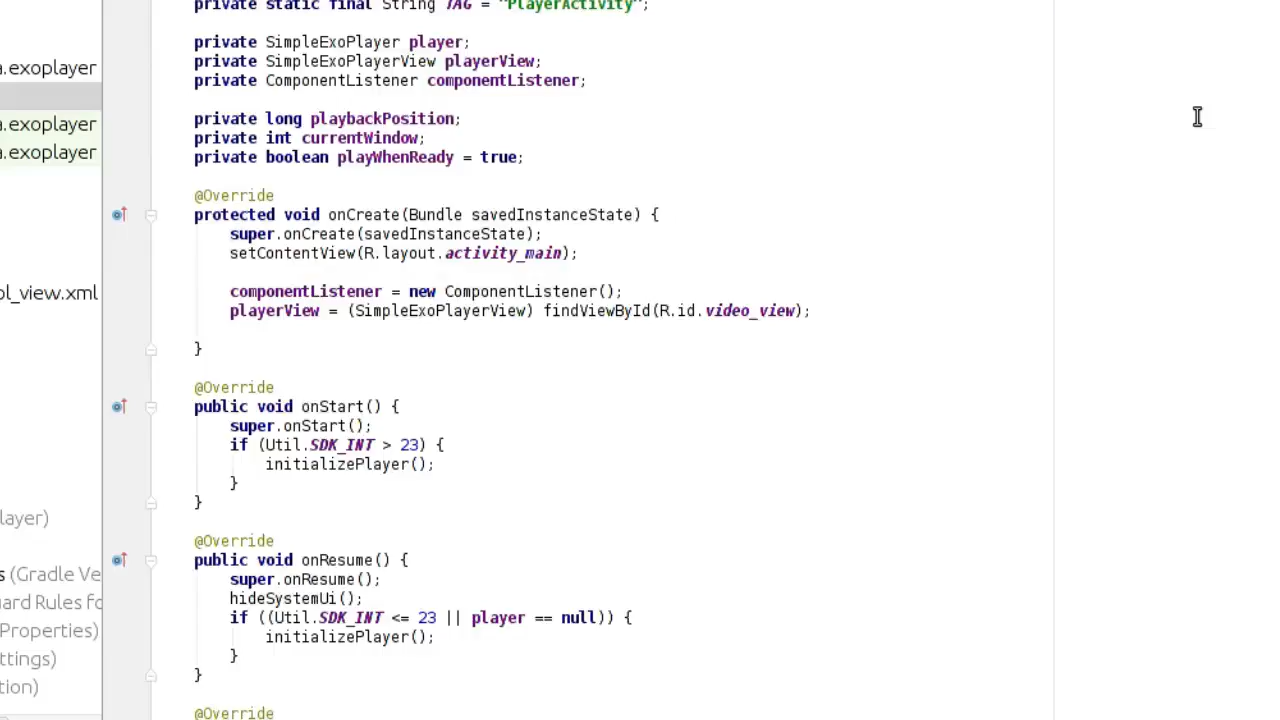 private static final String TAG = "PlayerActivity";
private SimpleExoPlayer player;
private SimpleExoPlayerView playerView;
private ComponentListener componentListener;
private long playbackPosition;
private int currentWindow;
private boolean playWhenReady = true;
@Override
protected void onCreate(Bundle savedInstanceState) {
super.onCreate(savedInstanceState);
setContentView(R.layout.activity_main);
componentListener = new ComponentListener();
playerView = (SimpleExoPlayerView) findViewById(R.id.video_view);
}
@Override
public void onStart() {
super.onStart();
if (Util.SDK_INT > 23) {
initializePlayer();
}
}
@Override
public void onResume() {
super.onResume();
hideSystemUi();
if ((Util.SDK_INT <= 23 || player == null)) {
initializePlayer();
}
}
@Override
a.exoplayer
a.exoplayer
a.exoplayer
ol_view.xml
layer)
s (Gradle Ve
uard Rules fo
Properties)
ttings)
tion)